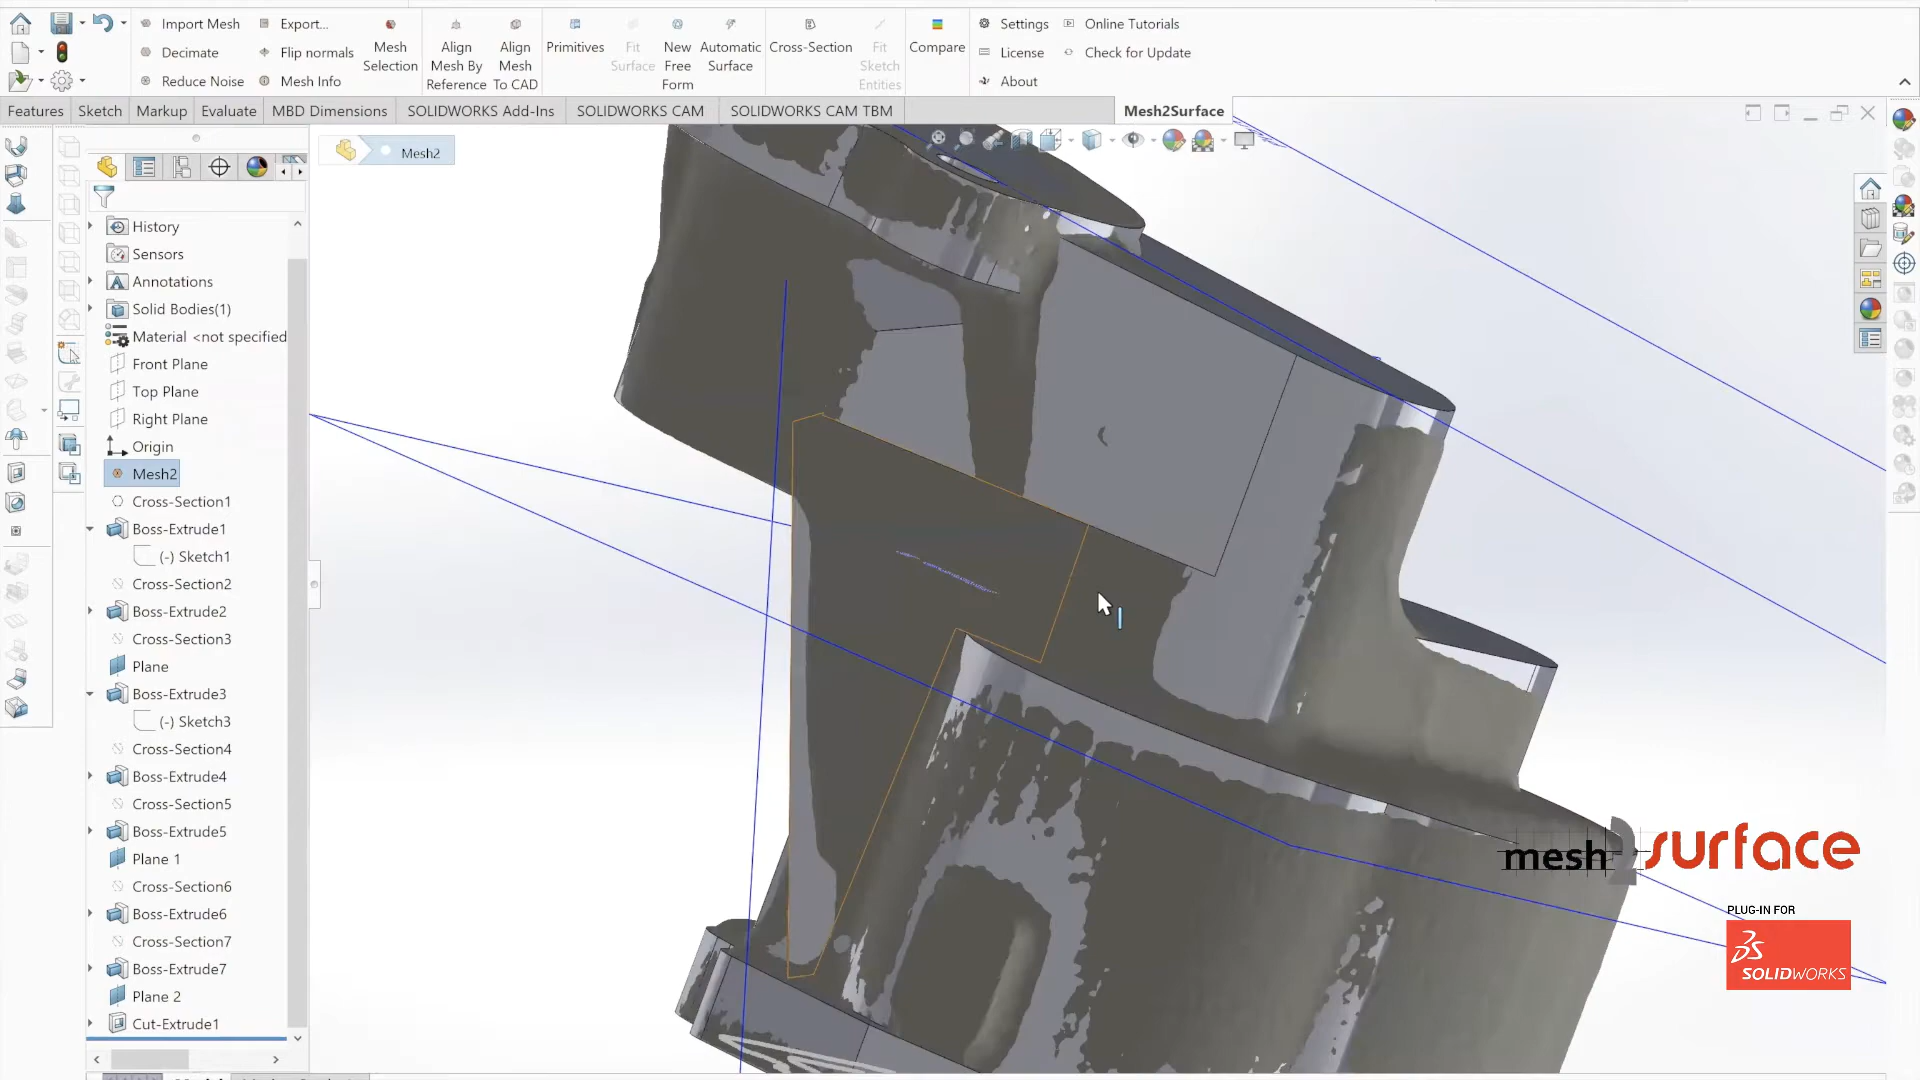 Import Mesh
Export...
Decimate
Flip normals
Reduce Noise
Mesh Info
Mesh
Selection
Align
Mesh By
Reference
Align
Mesh
To CAD
Primitives
Fit
Surface
New
Free
Form
Automatic
Surface
Cross-Section
Fit
Sketch
Entities
Compare
Settings
Online Tutorials
License
Check for Update
About
Features
Sketch
Markup
Evaluate
MBD Dimensions
SOLIDWORKS Add-Ins
SOLIDWORKS CAM
SOLIDWORKS CAM TBM
Mesh2Surface
Mesh2
History
Sensors
Annotations
Solid Bodies(1)
Material <not specified
Front Plane
Top Plane
Right Plane
Origin
Mesh2
Cross-Section1
Boss-Extrude1
(-) Sketch1
Cross-Section2
Boss-Extrude2
Cross-Section3
Plane
Boss-Extrude3
(-) Sketch3
Cross-Section4
Boss-Extrude4
Cross-Section5
Boss-Extrude5
Plane 1
Cross-Section6
Boss-Extrude6
Cross-Section7
Boss-Extrude7
Plane 2
Cut-Extrude1
mesh2surface
PLUG-IN FOR
SOLIDWORKS